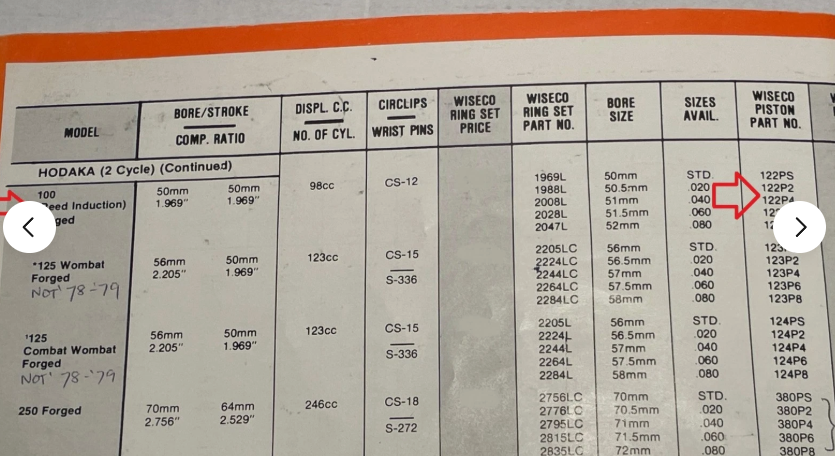 MODEL
BORE/STROKE
COMP. RATIO
DISPL. C.C.
NO. OF CYL.
CIRCLIPS
WRIST PINS
WISECO
RING SET
PRICE
WISECO
RING SET
PART NO.
BORE
SIZE
SIZES
AVAIL.
WISECO
PISTON
PART NO.
HODAKA (2 Cycle) (Continued)
100 50mm 50mm 98cc CS-12 1969L 50mm STD. 122PS
Induction) 1.969" 1.969" 1988L 50.5mm .020 122P2
2008L 51mm .040 122P4
2028L 51.5mm .060
2047L 52mm .080
*125 Wombat 56mm 50mm 123cc CS-15 2205LC 56mm STD.
Forged 2.205" 1.969" S-336 2224LC 56.5mm .020 123P2
NOT '78-'79 2244LC 57mm .040 123P4
2264LC 57.5mm .060 123P6
2284LC 58mm .080 123P8
'125 56mm 50mm 123cc CS-15 2205L 56mm STD. 124PS
Combat Wombat 2.205" 1.969" S-336 2224L 56.5mm .020 124P2
Forged 2244L 57mm .040 124P4
NOT '78-'79 2264L 57.5mm .060 124P6
2284L 58mm .080 124P8
250 Forged 70mm 64mm 246cc CS-18 2756LC 70mm STD. 380PS
2.756" 2.529" S-272 2776LC 70.5mm .020 380P2
2795LC 71mm .040 380P4
2815LC 71.5mm .060 380P6
2835LC 72mm .080 380P8